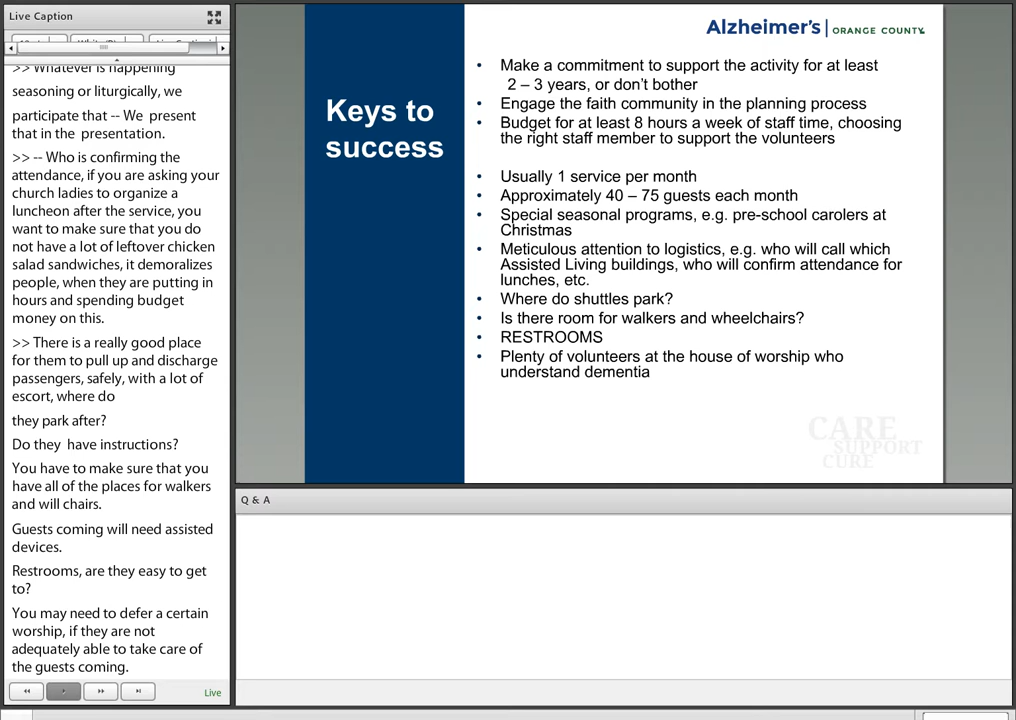 Live Caption
>> Whatever is happening
seasoning or liturgically, we
participate that -- We present
that in the presentation.
>> -- Who is confirming the
attendance, if you are asking your
church ladies to organize a
luncheon after the service, you
want to make sure that you do
not have a lot of leftover chicken
salad sandwiches, it demoralizes
people, when they are putting in
hours and spending budget
money on this.
>> There is a really good place
for them to pull up and discharge
passengers, safely, with a lot of
escort, where do
they park after?
Do they have instructions?
You have to make sure that you
have all of the places for walkers
and will chairs.
Guests coming will need assisted
devices.
Restrooms, are they easy to get
to?
You may need to defer a certain
worship, if they are not
adequately able to take care of
the guests coming.
Live
Alzheimer's | ORANGE COUNTY
Keys to
success
• Make a commitment to support the activity for at least
2 – 3 years, or don't bother
• Engage the faith community in the planning process
• Budget for at least 8 hours a week of staff time, choosing
the right staff member to support the volunteers
• Usually 1 service per month
• Approximately 40 – 75 guests each month
• Special seasonal programs, e.g. pre-school carolers at
Christmas
• Meticulous attention to logistics, e.g. who will call which
Assisted Living buildings, who will confirm attendance for
lunches, etc.
• Where do shuttles park?
• Is there room for walkers and wheelchairs?
• RESTROOMS
• Plenty of volunteers at the house of worship who
understand dementia
CARE
SUPPORT
CURE
Q & A